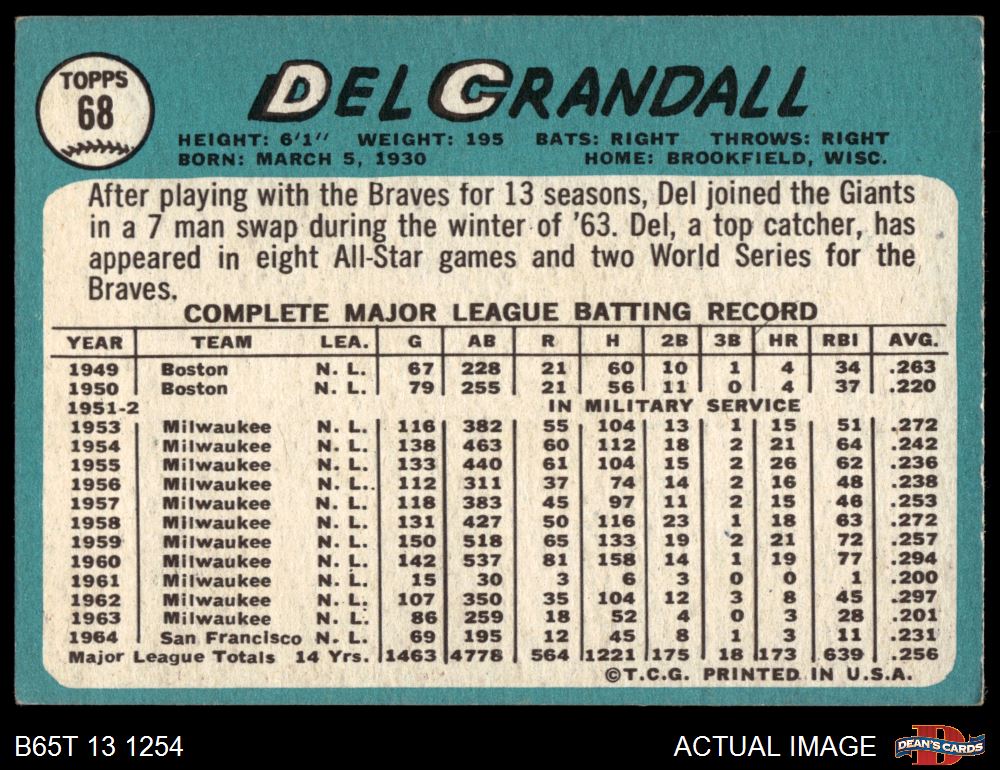 TOPPS
68
DEL CRANDALL
HEIGHT: 6'1" WEIGHT: 195 BATS: RIGHT THROWS: RIGHT
BORN: MARCH 5, 1930 HOME: BROOKFIELD, WISC.
After playing with the Braves for 13 seasons, Del joined the Giants
in a 7 man swap during the winter of '63. Del, a top catcher, has
appeared in eight All-Star games and two World Series for the
Braves.
COMPLETE MAJOR LEAGUE BATTING RECORD
YEAR TEAM LEA. G AB R H 2B 3B HR RBI AVG.
1949 Boston N. L. 67 228 21 60 10 1 4 34 .263
1950 Boston N. L. 79 255 21 56 11 0 4 37 .220
1951-2 IN MILITARY SERVICE
1953 Milwaukee N. L. 116 382 55 104 13 1 15 51 .272
1954 Milwaukee N. L. 138 463 60 112 18 2 21 64 .242
1955 Milwaukee N. L. 133 440 61 104 15 2 26 62 .236
1956 Milwaukee N. L. 112 311 37 74 14 2 16 48 .238
1957 Milwaukee N. L. 118 383 45 97 11 2 15 46 .253
1958 Milwaukee N. L. 131 427 50 116 23 1 18 63 .272
1959 Milwaukee N. L. 150 518 65 133 19 2 21 72 .257
1960 Milwaukee N. L. 142 537 81 158 14 1 19 77 .294
1961 Milwaukee N. L. 15 30 3 6 3 0 0 1 .200
1962 Milwaukee N. L. 107 350 35 104 12 3 8 45 .297
1963 Milwaukee N. L. 86 259 18 52 4 0 3 28 .201
1964 San Francisco N. L. 69 195 12 45 8 1 3 11 .231
Major League Totals 14 Yrs. 1463 4778 564 1221 175 18 173 639 .256
©T.C.G. PRINTED IN U.S.A.
B65T 13 1254
ACTUAL IMAGE
D
DEAN'S CARDS